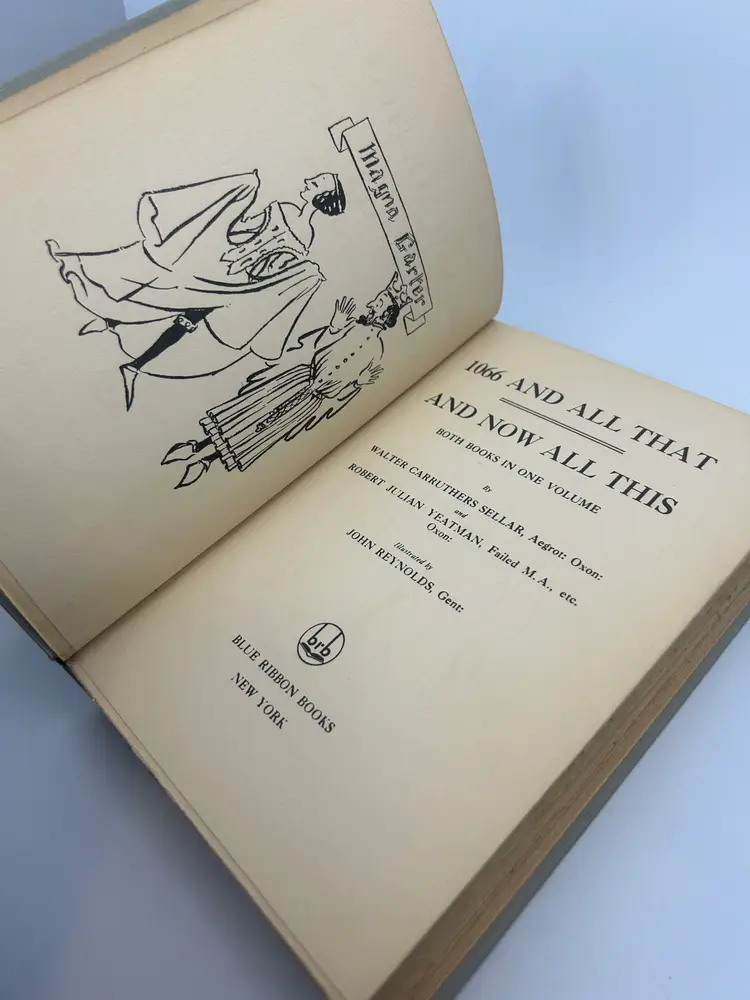 Magna Garter
1066 AND ALL THAT
AND NOW ALL THIS
BOTH BOOKS IN ONE VOLUME
By
WALTER CARRUTHERS SELLAR, Aegrot: Oxon:
and
ROBERT JULIAN YEATMAN, Failed M. A., etc.
Oxon:
Illustrated by
JOHN REYNOLDS, Gent:
brb
BLUE RIBBON BOOKS
NEW YORK